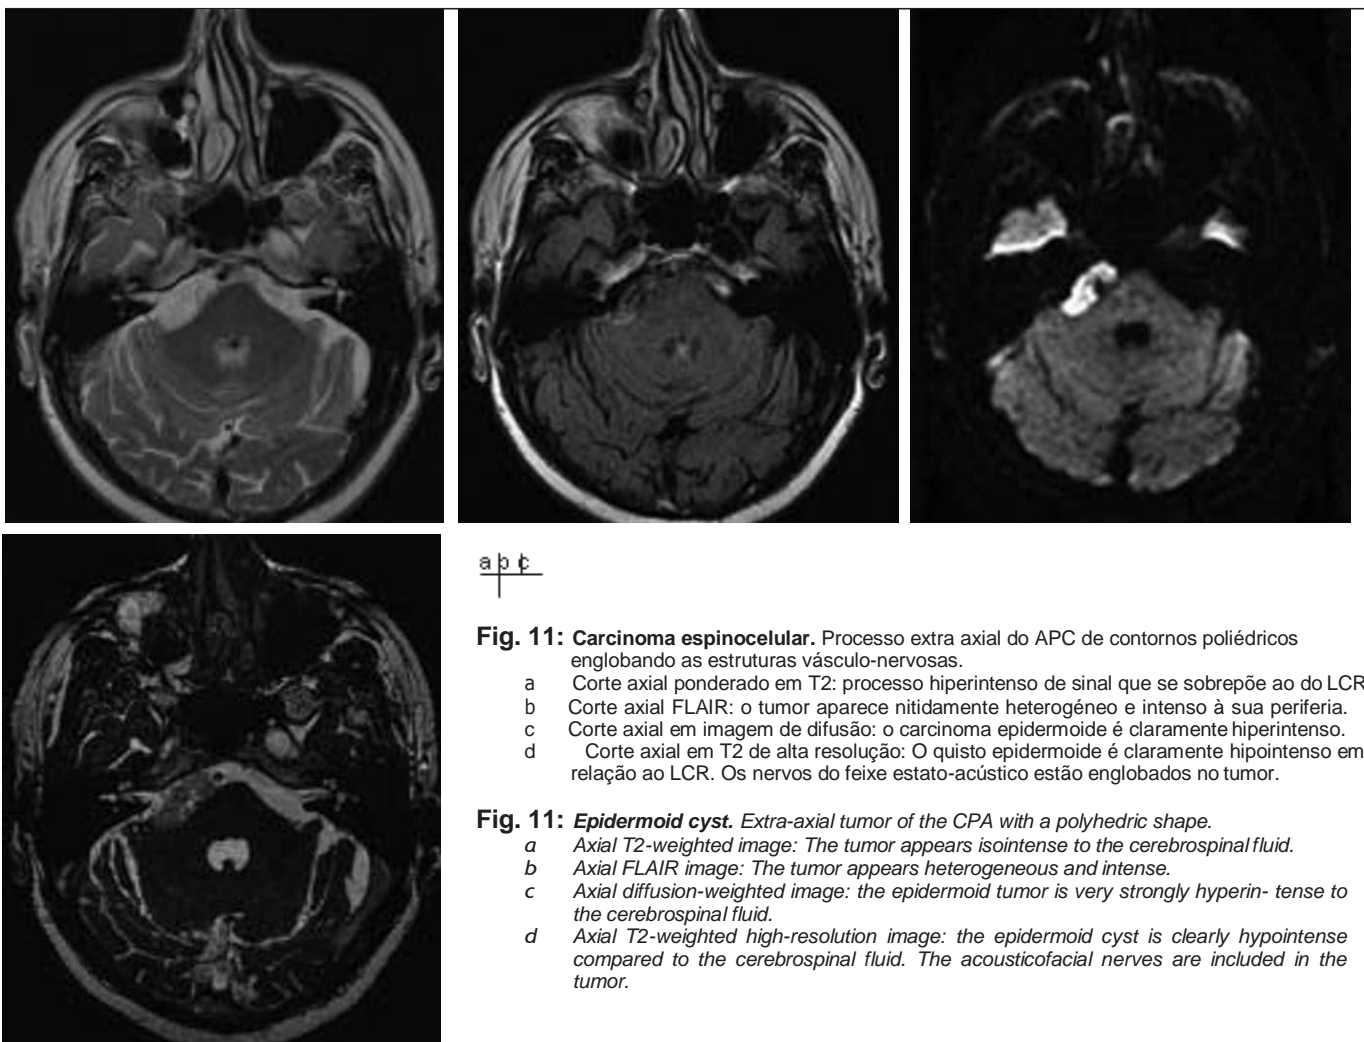 a b c
Fig. 11: Carcinoma espinocelular. Processo extra axial do APC de contornos poliédricos
englobando as estruturas vásculo-nervosas.
a Corte axial ponderado em T2: processo hiperintenso de sinal que se sobrepõe ao do LCR
b Corte axial FLAIR: o tumor aparece nitidamente heterogéneo e intenso à sua periferia.
c Corte axial em imagem de difusão: o carcinoma epidermoide é claramente hiperintenso.
d Corte axial em T2 de alta resolução: O quisto epidermoide é claramente hipointenso em
relação ao LCR. Os nervos do feixe estato-acústico estão englobados no tumor.
Fig. 11: Epidermoid cyst. Extra-axial tumor of the CPA with a polyhedric shape.
a Axial T2-weighted image: The tumor appears isointense to the cerebrospinal fluid.
b Axial FLAIR image: The tumor appears heterogeneous and intense.
c Axial diffusion-weighted image: the epidermoid tumor is very strongly hyperin- tense to
the cerebrospinal fluid.
d Axial T2-weighted high-resolution image: the epidermoid cyst is clearly hypointense
compared to the cerebrospinal fluid. The acousticofacial nerves are included in the
tumor.